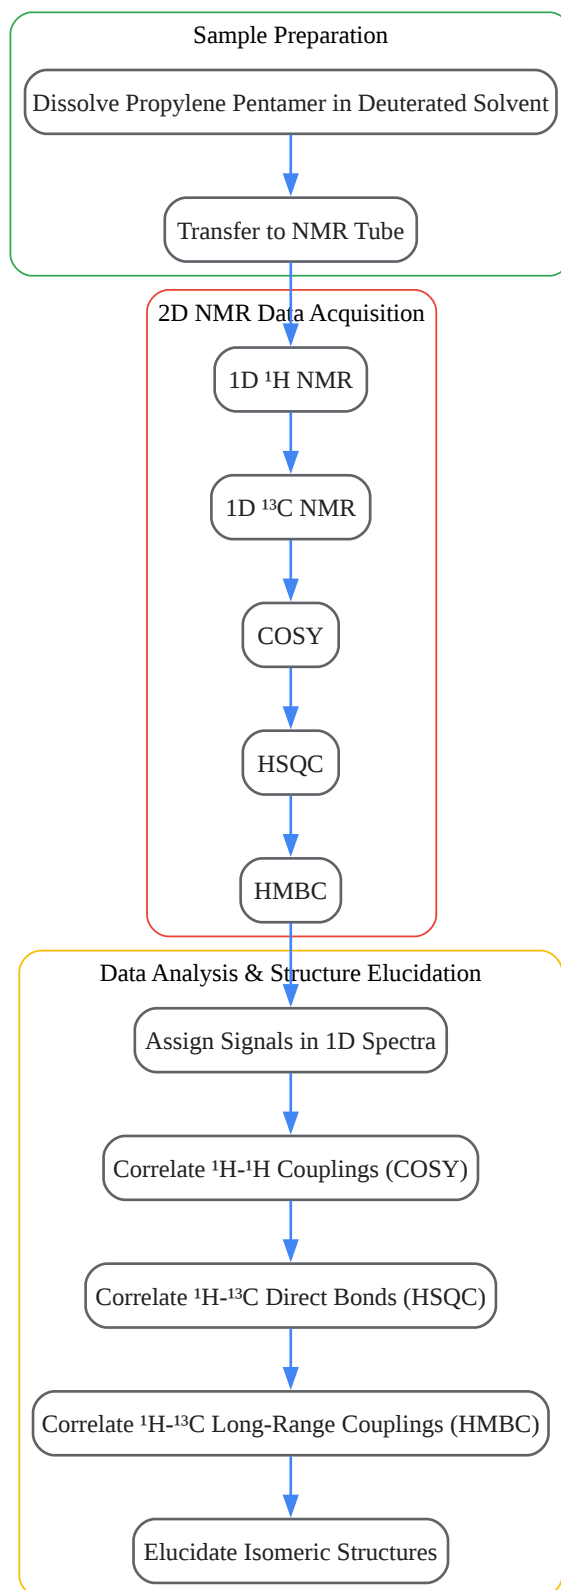 Sample Preparation
Dissolve Propylene Pentamer in Deuterated Solvent
Transfer to NMR Tube
2D NMR Data Acquisition
1D ¹H NMR
1D ¹³C NMR
COSY
HSQC
HMBC
Data Analysis & Structure Elucidation
Assign Signals in 1D Spectra
Correlate ¹H-¹H Couplings (COSY)
Correlate ¹H-¹³C Direct Bonds (HSQC)
Correlate ¹H-¹³C Long-Range Couplings (HMBC)
Elucidate Isomeric Structures